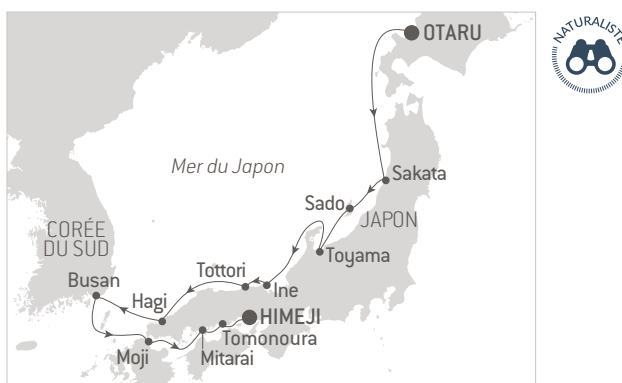 OTARU
NATURALISTE
Mer du Japon
Sakata
Sado
JAPON
CORÉE
DU SUD
Toyama
Tottori
Ine
Busan
Hagi
HIMEJI
Tomonoura
Moji
Mitarai